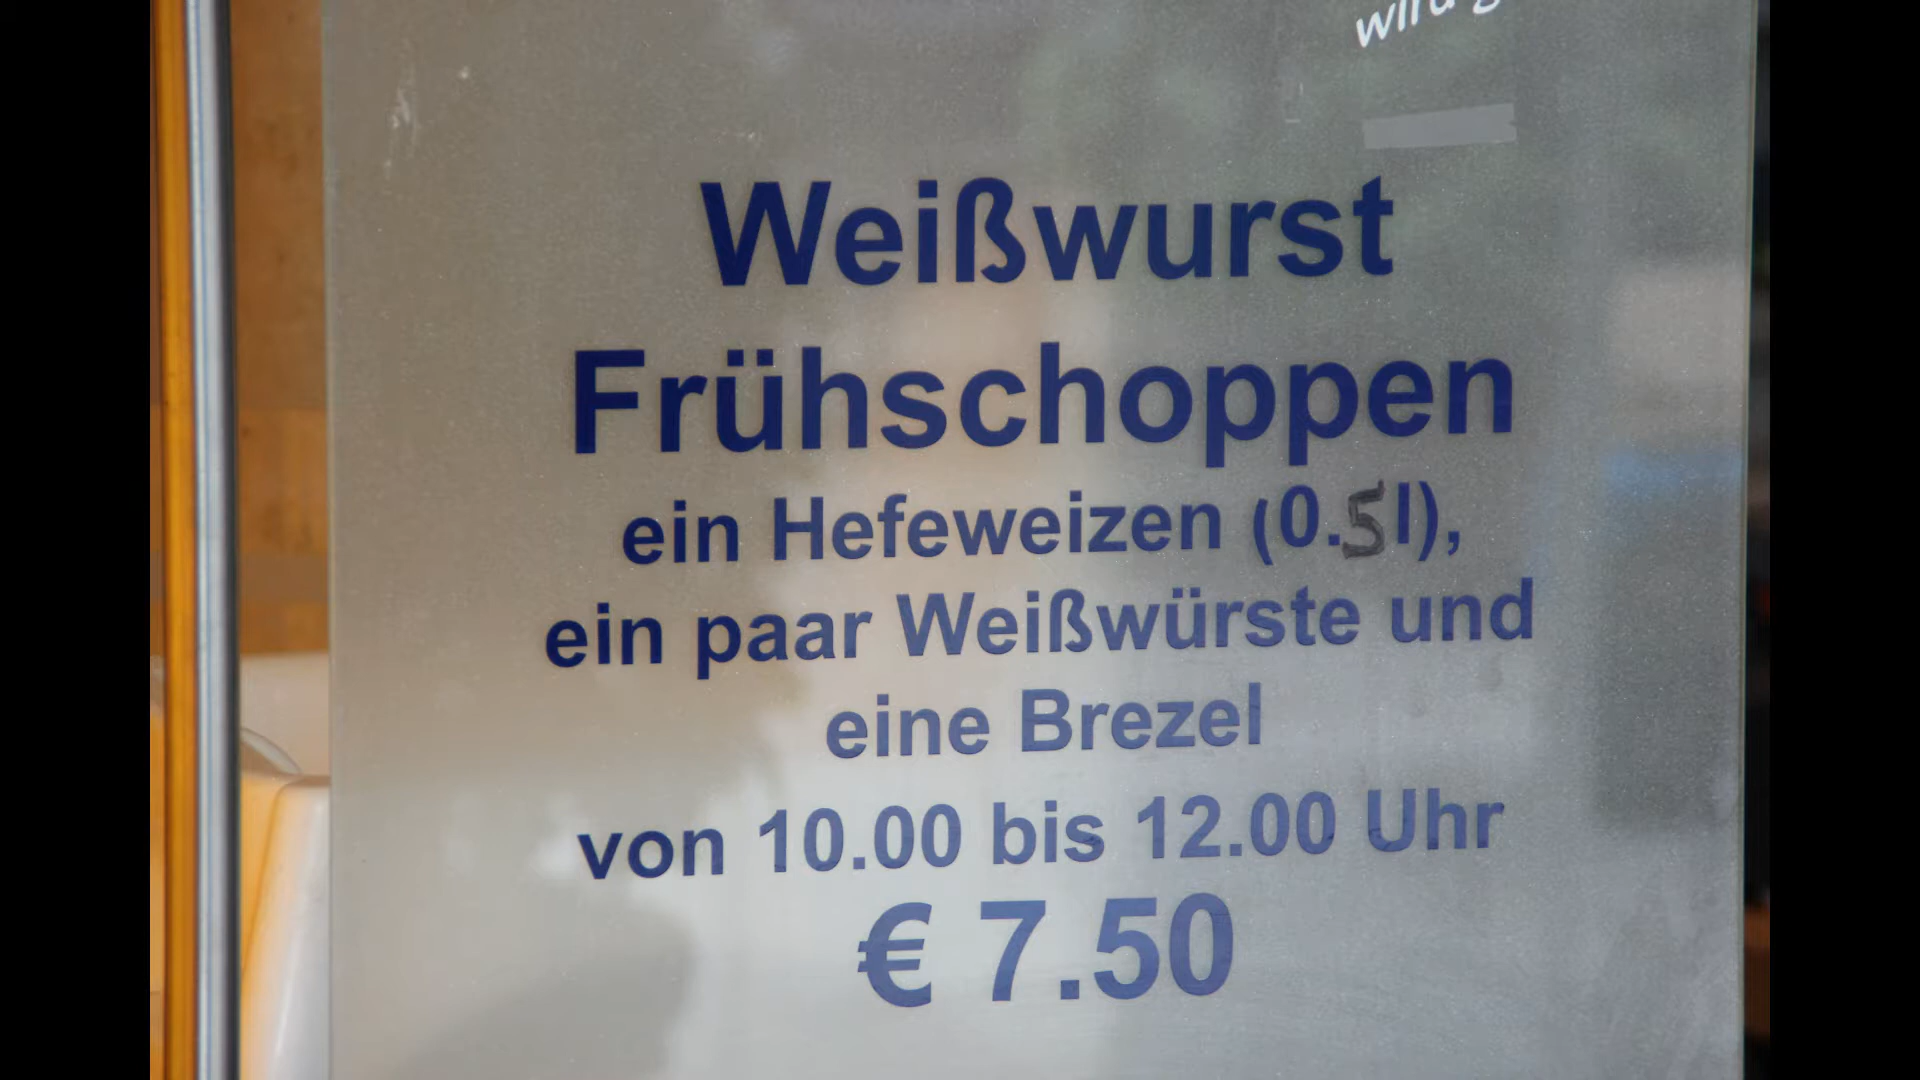 Weißwurst
Frühschoppen
ein Hefeweizen (0.5l),
ein paar Weißwürste und
eine Brezel
von 10.00 bis 12.00 Uhr
€ 7.50